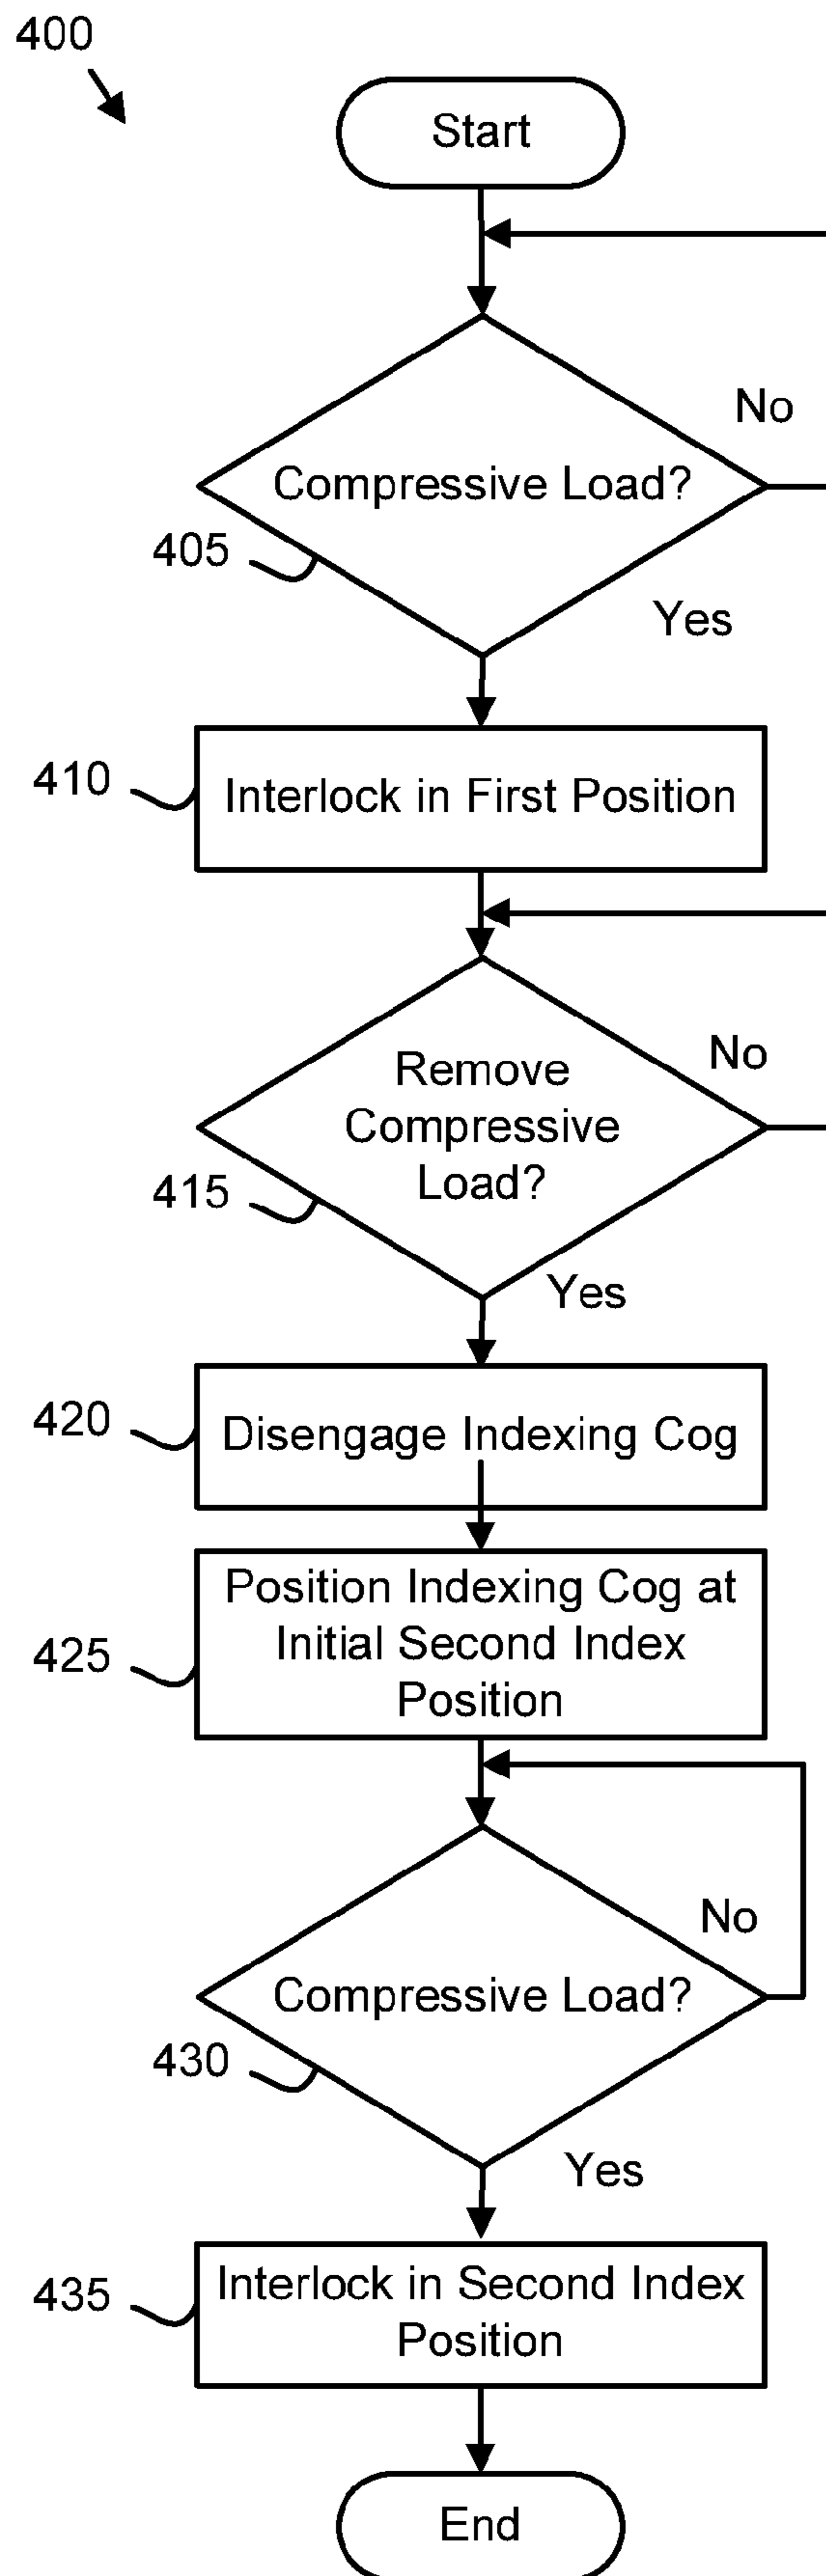 400
Start
No
Compressive Load?
405
Yes
410
Interlock in First Position
No
Remove
Compressive
Load?
415
Yes
420
Disengage Indexing Cog
Position Indexing Cog at
Initial Second Index
Position
425
No
Compressive Load?
430
Yes
435
Interlock in Second Index
Position
End